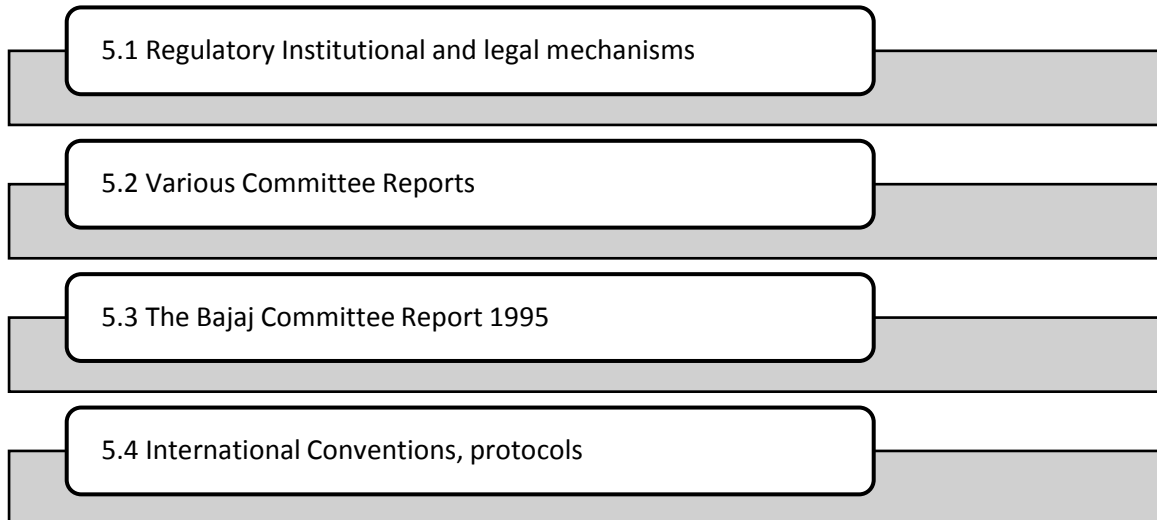 5.1 Regulatory Institutional and legal mechanisms
5.2 Various Committee Reports
5.3 The Bajaj Committee Report 1995
5.4 International Conventions, protocols